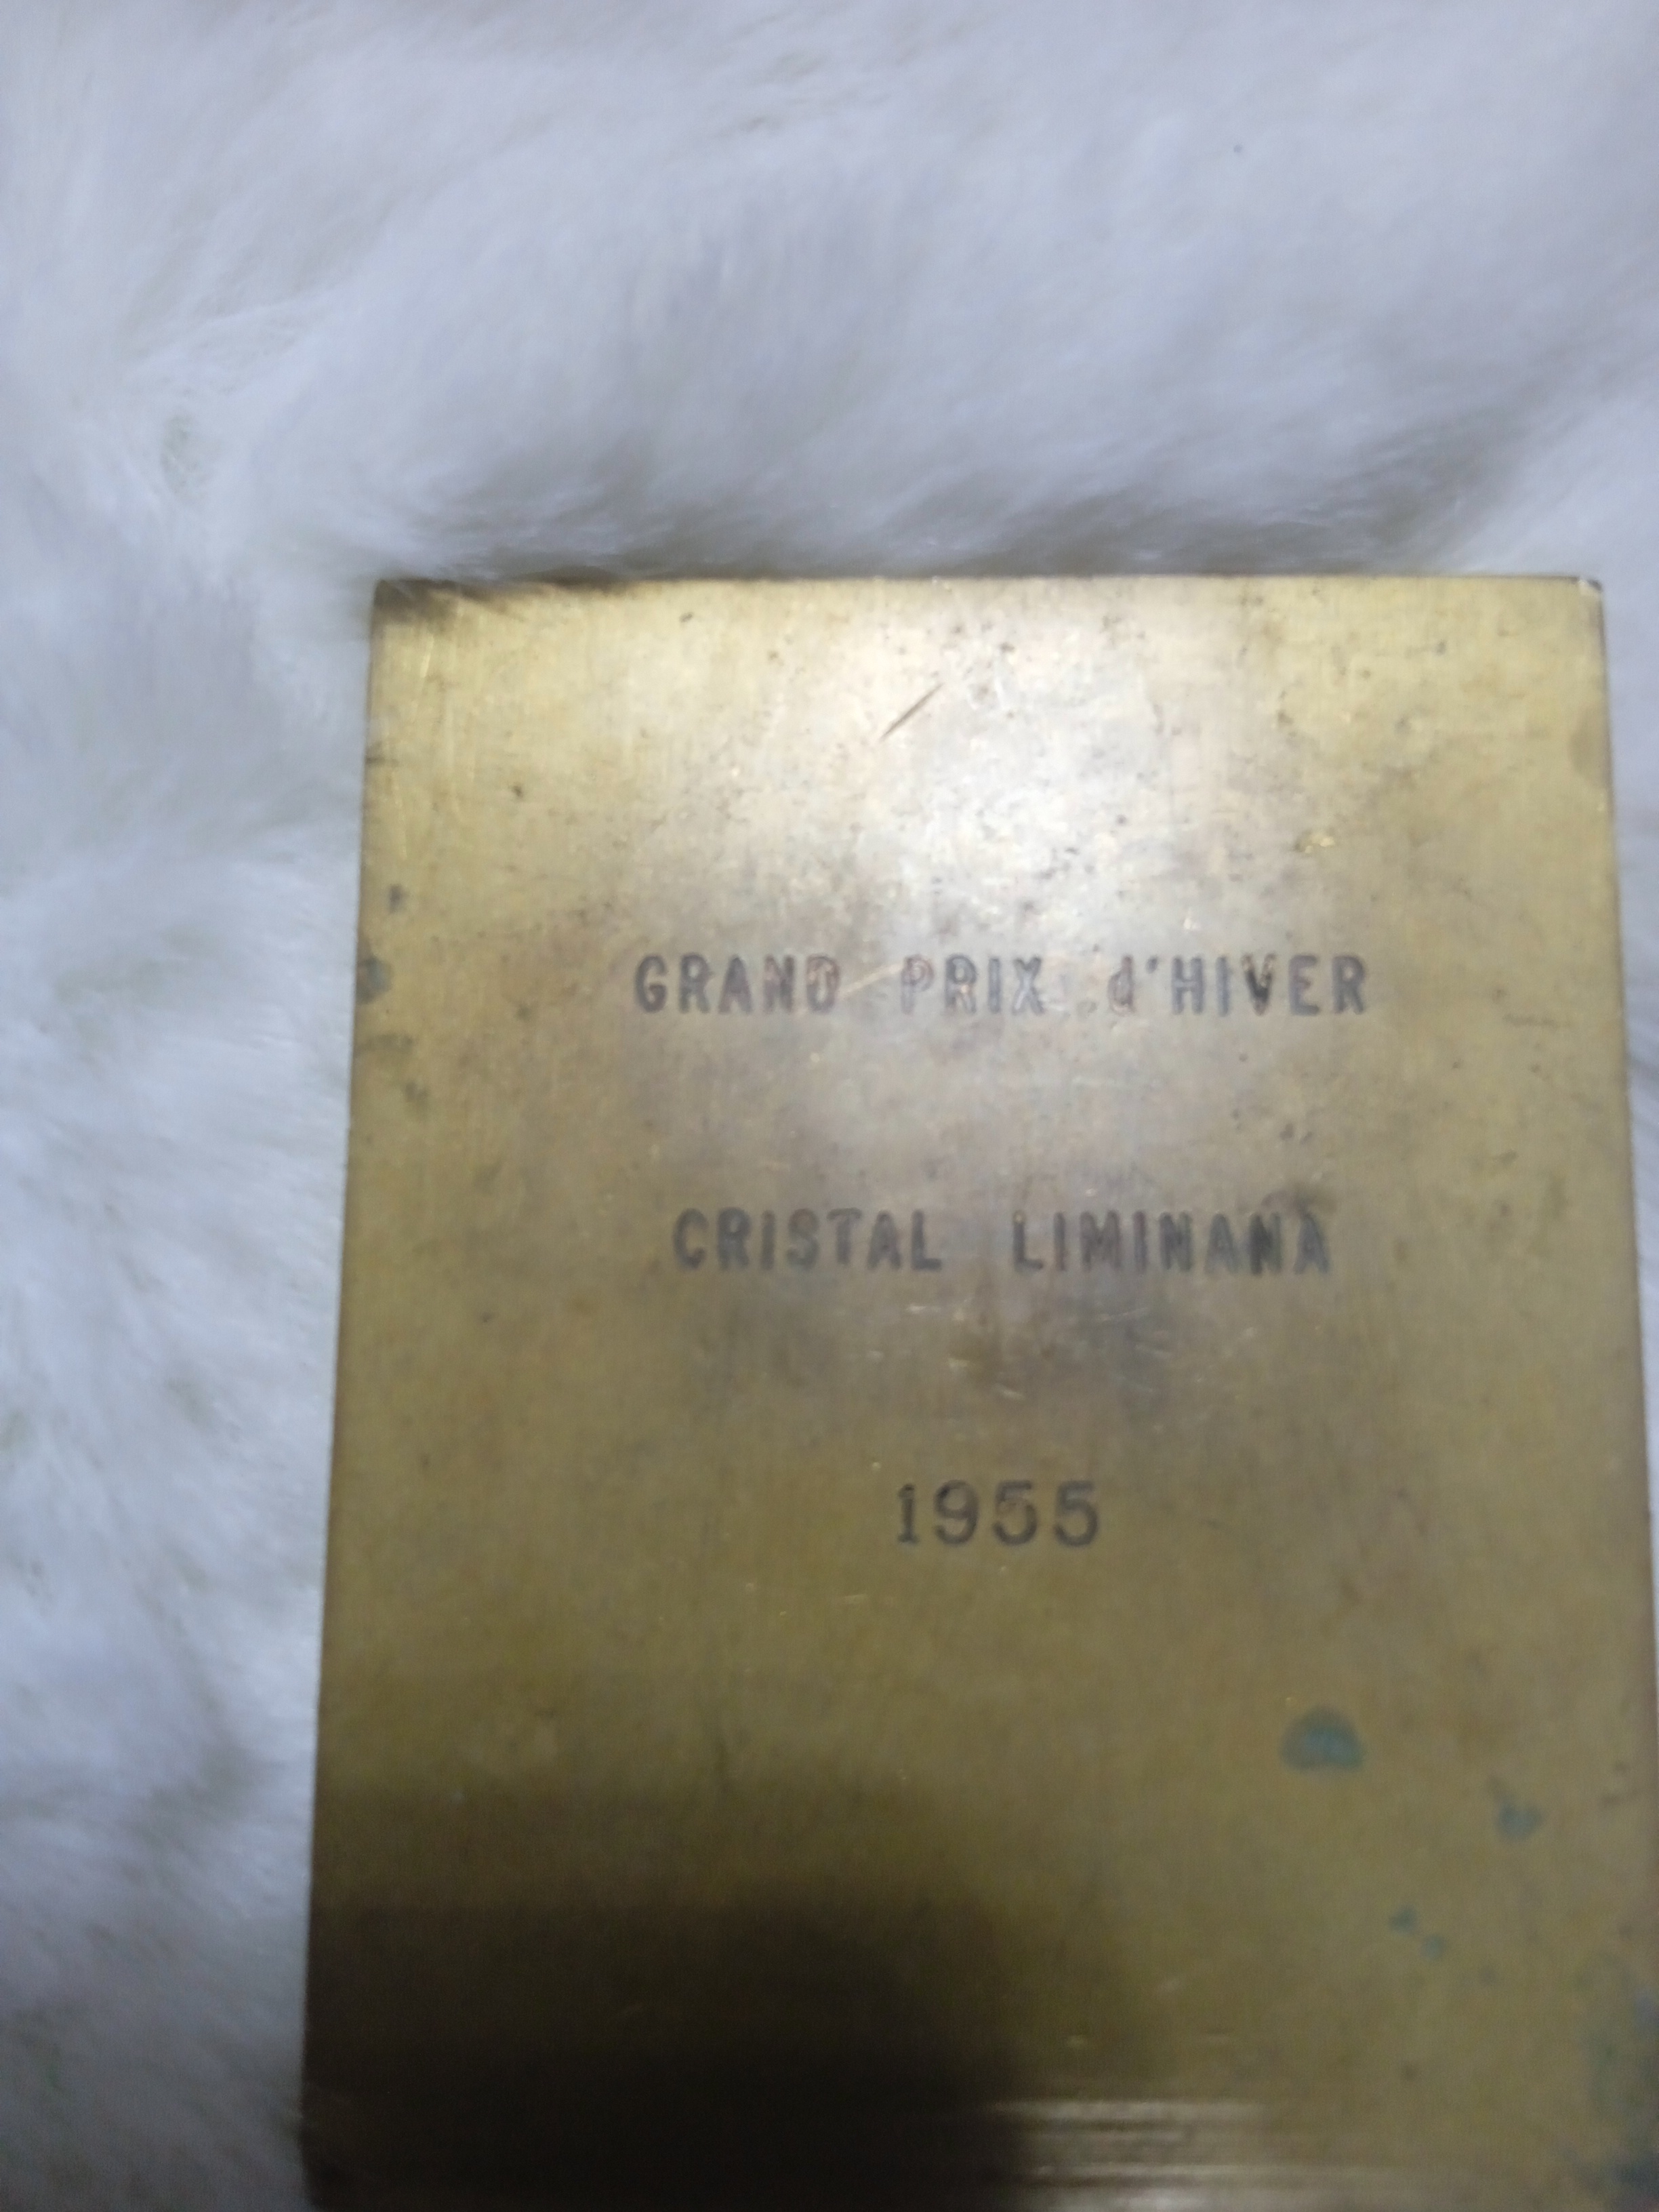 GRAND PRIX d'HIVER
CRISTAL LIMINANA
1955